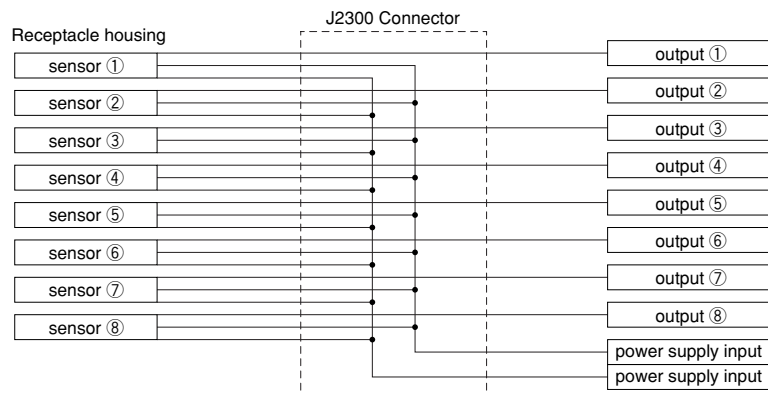 J2300 Connector
Receptacle housing
sensor ①
sensor ②
sensor ③
sensor ④
sensor ⑤
sensor ⑥
sensor ⑦
sensor ⑧
output ①
output ②
output ③
output ④
output ⑤
output ⑥
output ⑦
output ⑧
power supply input
power supply input